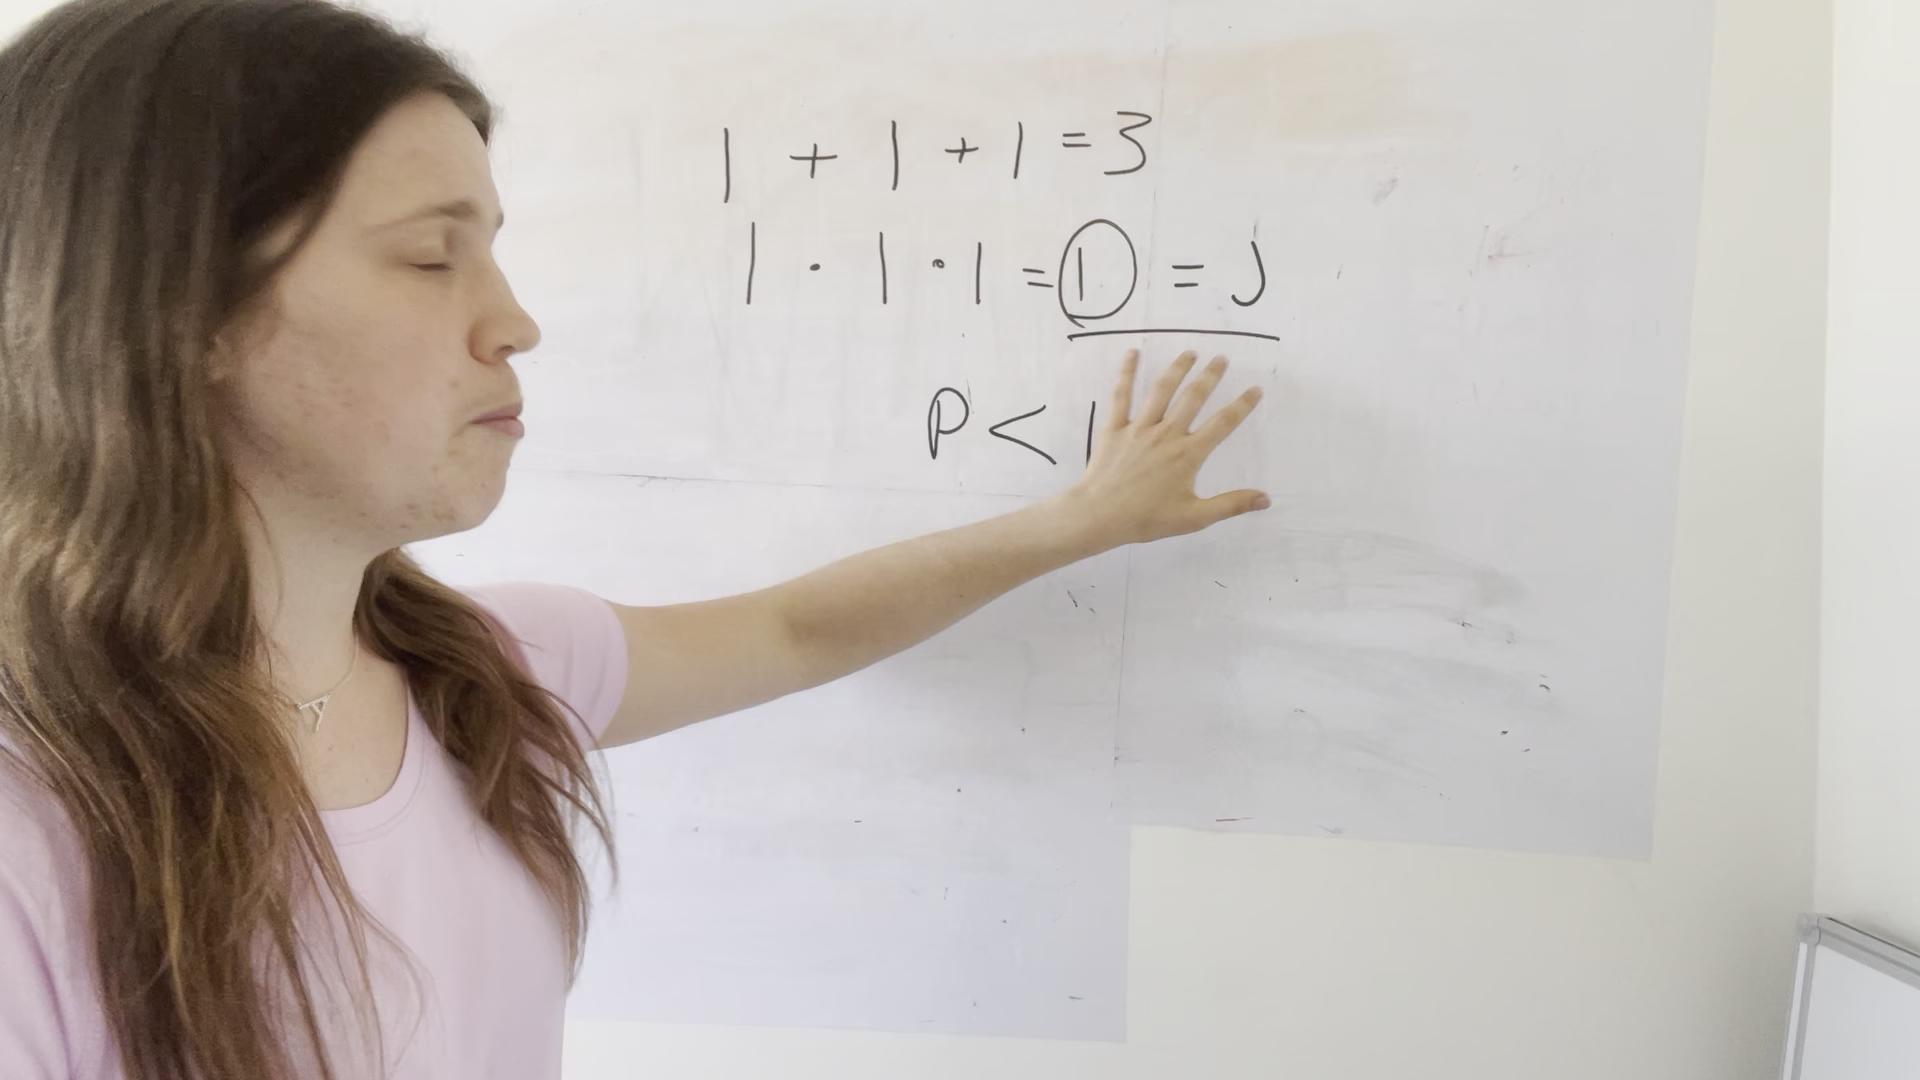 1 + 1 + 1 = 3
1 · 1 · 1 = 1 = J
P < 1
A